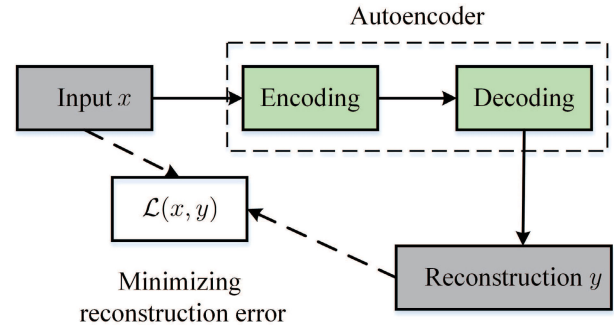 Autoencoder
Input x
Encoding
Decoding
ℒ(x, y)
Reconstruction y
Minimizing
reconstruction error